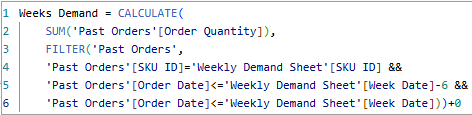 1 Weeks Demand = CALCULATE(
2 SUM('Past Orders'[Order Quantity]),
3 FILTER('Past Orders',
4 'Past Orders'[SKU ID]='Weekly Demand Sheet'[SKU ID] &&
5 'Past Orders'[Order Date]<='Weekly Demand Sheet'[Week Date]-6 &&
6 'Past Orders'[Order Date]<='Weekly Demand Sheet'[Week Date]))+0